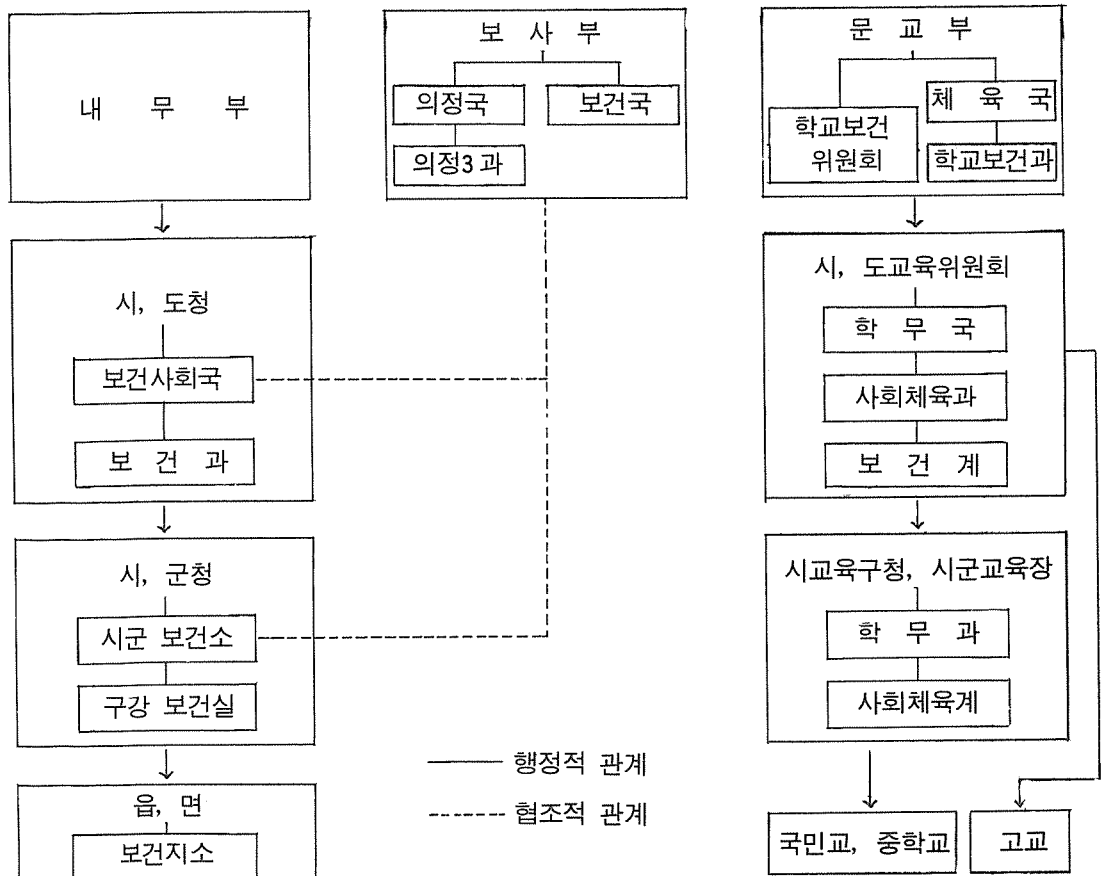 내 무 부
시, 도청
보건사회국
보 건 과
시, 군청
시군 보건소
구강 보건실
읍, 면
보건지소
보 사 부
의정국
보건국
의정3과
문 교 부
학교보건
위원회
체 육 국
학교보건과
시, 도교육위원회
학 무 국
사회체육과
보 건 계
시교육구청, 시군교육장
학 무 과
사회체육계
국민교, 중학교
고교
행정적 관계
협조적 관계